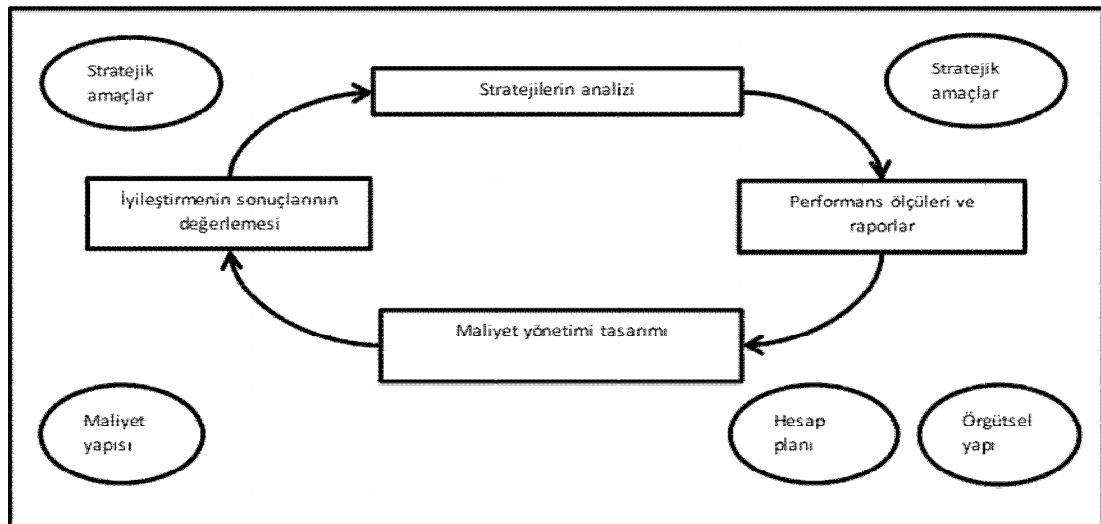 Stratejik
amaçlar
Stratejilerin analizi
Stratejik
amaçlar
İyileştirmenin sonuçlarının
değerlemesi
Performans ölçüleri ve
raporlar
Maliyet yönetimi tasarımı
Maliyet
yapısı
Hesap
planı
Örgütsel
yapı